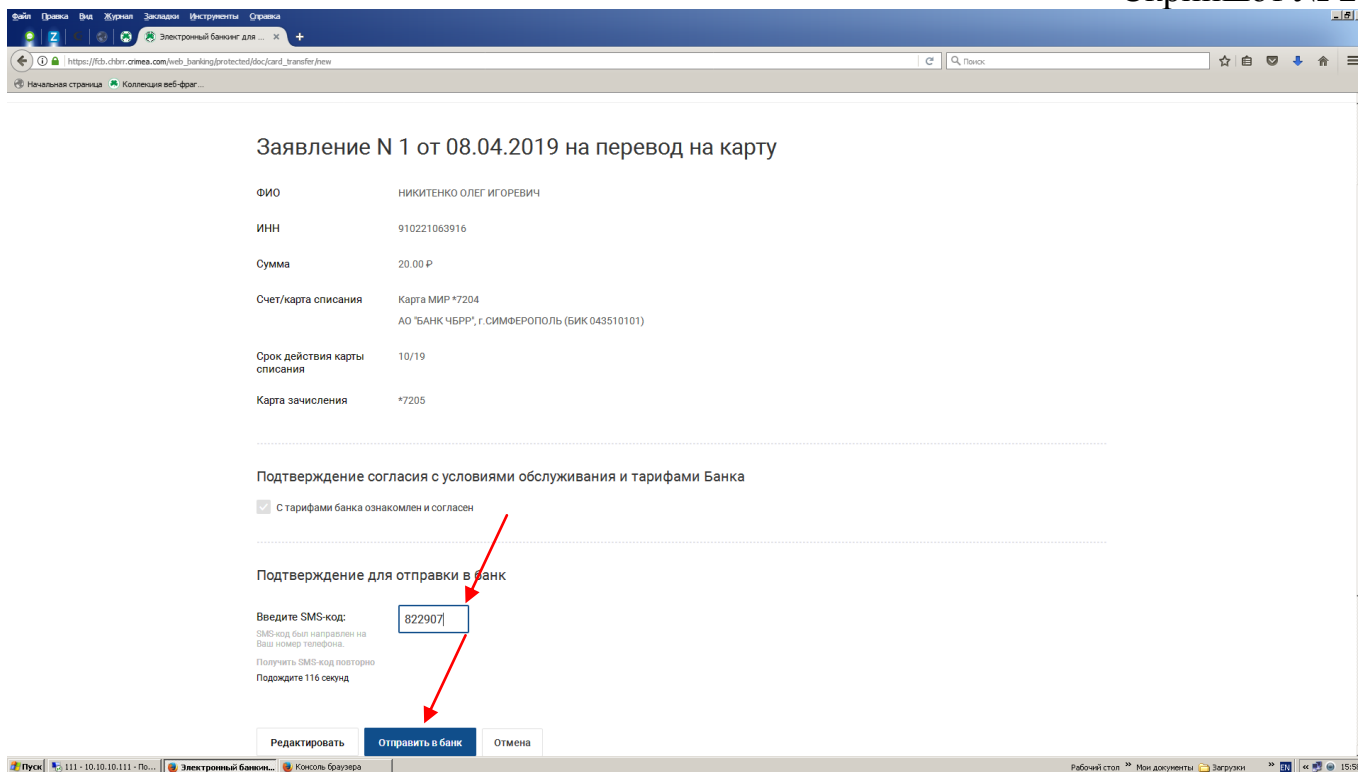 Файл Правка Вид Журнал Закладки Инструменты Справка
Электронный банкинг для ... × +
https://fcb.chbrr.crimea.com/web_banking/protected/doc/card_transfer/new
Поиск
Начальная страница Коллекция веб-фраг...
Заявление N 1 от 08.04.2019 на перевод на карту
ФИО НИКИТЕНКО ОЛЕГ ИГОРЕВИЧ
ИНН 910221063916
Сумма 20.00 ₽
Счет/карта списания Карта МИР *7204
АО "БАНК ЧБРР", г.СИМФЕРОПОЛЬ (БИК 043510101)
Срок действия карты списания 10/19
Карта зачисления *7205
Подтверждение согласия с условиями обслуживания и тарифами Банка
С тарифами банка ознакомлен и согласен
Подтверждение для отправки в банк
Введите SMS-код: 822907
SMS-код был направлен на
Ваш номер телефона.
Получить SMS-код повторно
Подождите 116 секунд
Редактировать Отправить в банк Отмена
Пуск 111 - 10.10.10.111 - По... Электронный банкин... Консоль браузера Рабочий стол » Мои документы Загрузки » EN « 15:5